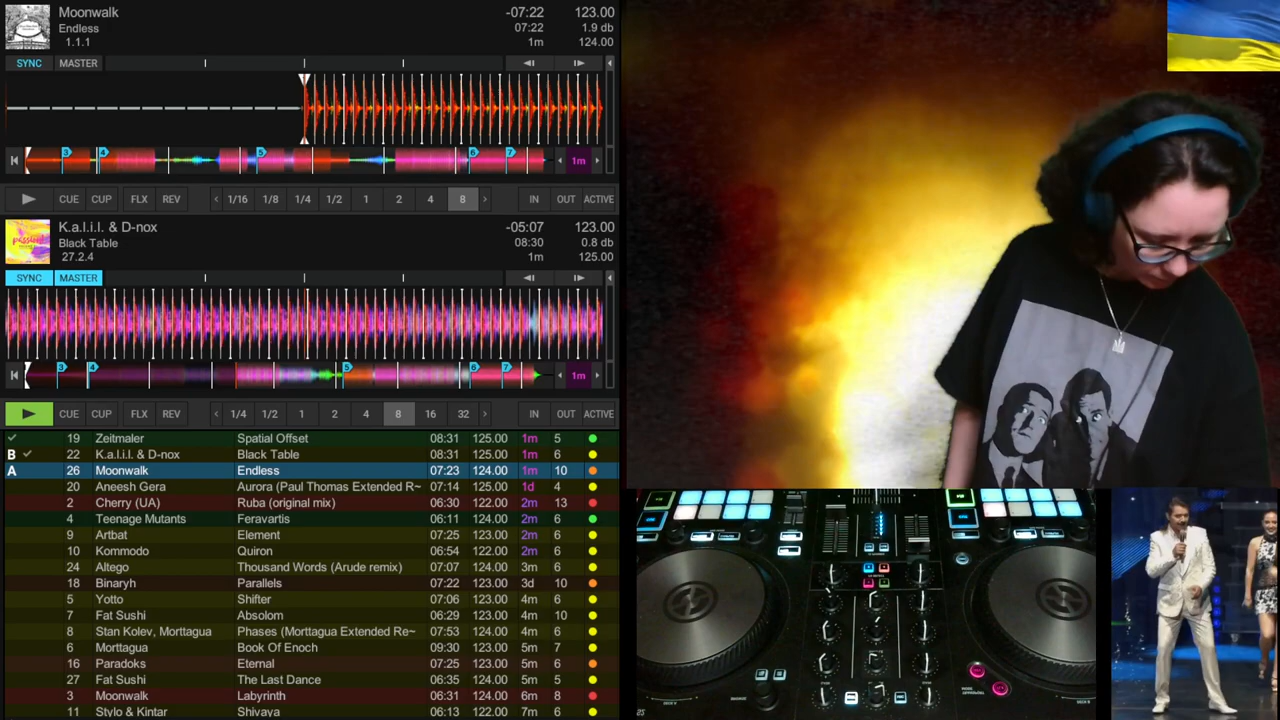 Moonwalk -07:22 123.00
Endless 07:22 1.9 db
1.1.1 1m 124.00
SYNC MASTER
3 4 5 6 7 1m
CUE CUP FLX REV 1/16 1/8 1/4 1/2 1 2 4 8 IN OUT ACTIVE
K.a.l.i.l. & D-nox -05:07 123.00
Black Table 08:30 0.8 db
27.2.4 1m 125.00
SYNC MASTER
3 4 5 6 7 1m
CUE CUP FLX REV 1/4 1/2 1 2 4 8 16 32 IN OUT ACTIVE
19 Zeitmaler Spatial Offset 08:31 125.00 1m 5
B 22 K.a.l.i.l. & D-nox Black Table 08:31 125.00 1m 6
A 26 Moonwalk Endless 07:23 124.00 1m 10
20 Aneesh Gera Aurora (Paul Thomas Extended R~ 07:14 125.00 1d 4
2 Cherry (UA) Ruba (original mix) 06:30 122.00 2m 13
4 Teenage Mutants Feravartis 06:11 124.00 2m 6
9 Artbat Element 07:25 123.00 2m 6
10 Kommodo Quiron 06:54 122.00 2m 6
24 Altego Thousand Words (Arude remix) 07:07 124.00 3m 6
18 Binaryh Parallels 07:22 123.00 3d 10
5 Yotto Shifter 07:06 123.00 4m 6
7 Fat Sushi Absolom 06:29 123.00 4m 10
8 Stan Kolev, Morttagua Phases (Morttagua Extended Re~ 07:53 124.00 4m 6
6 Morttagua Book Of Enoch 09:30 123.00 5m 7
16 Paradoks Eternal 07:25 123.00 5m 6
27 Fat Sushi The Last Dance 06:35 124.00 5m 5
3 Moonwalk Labyrinth 06:31 124.00 6m 8
11 Stylo & Kintar Shivaya 06:13 122.00 7m 6